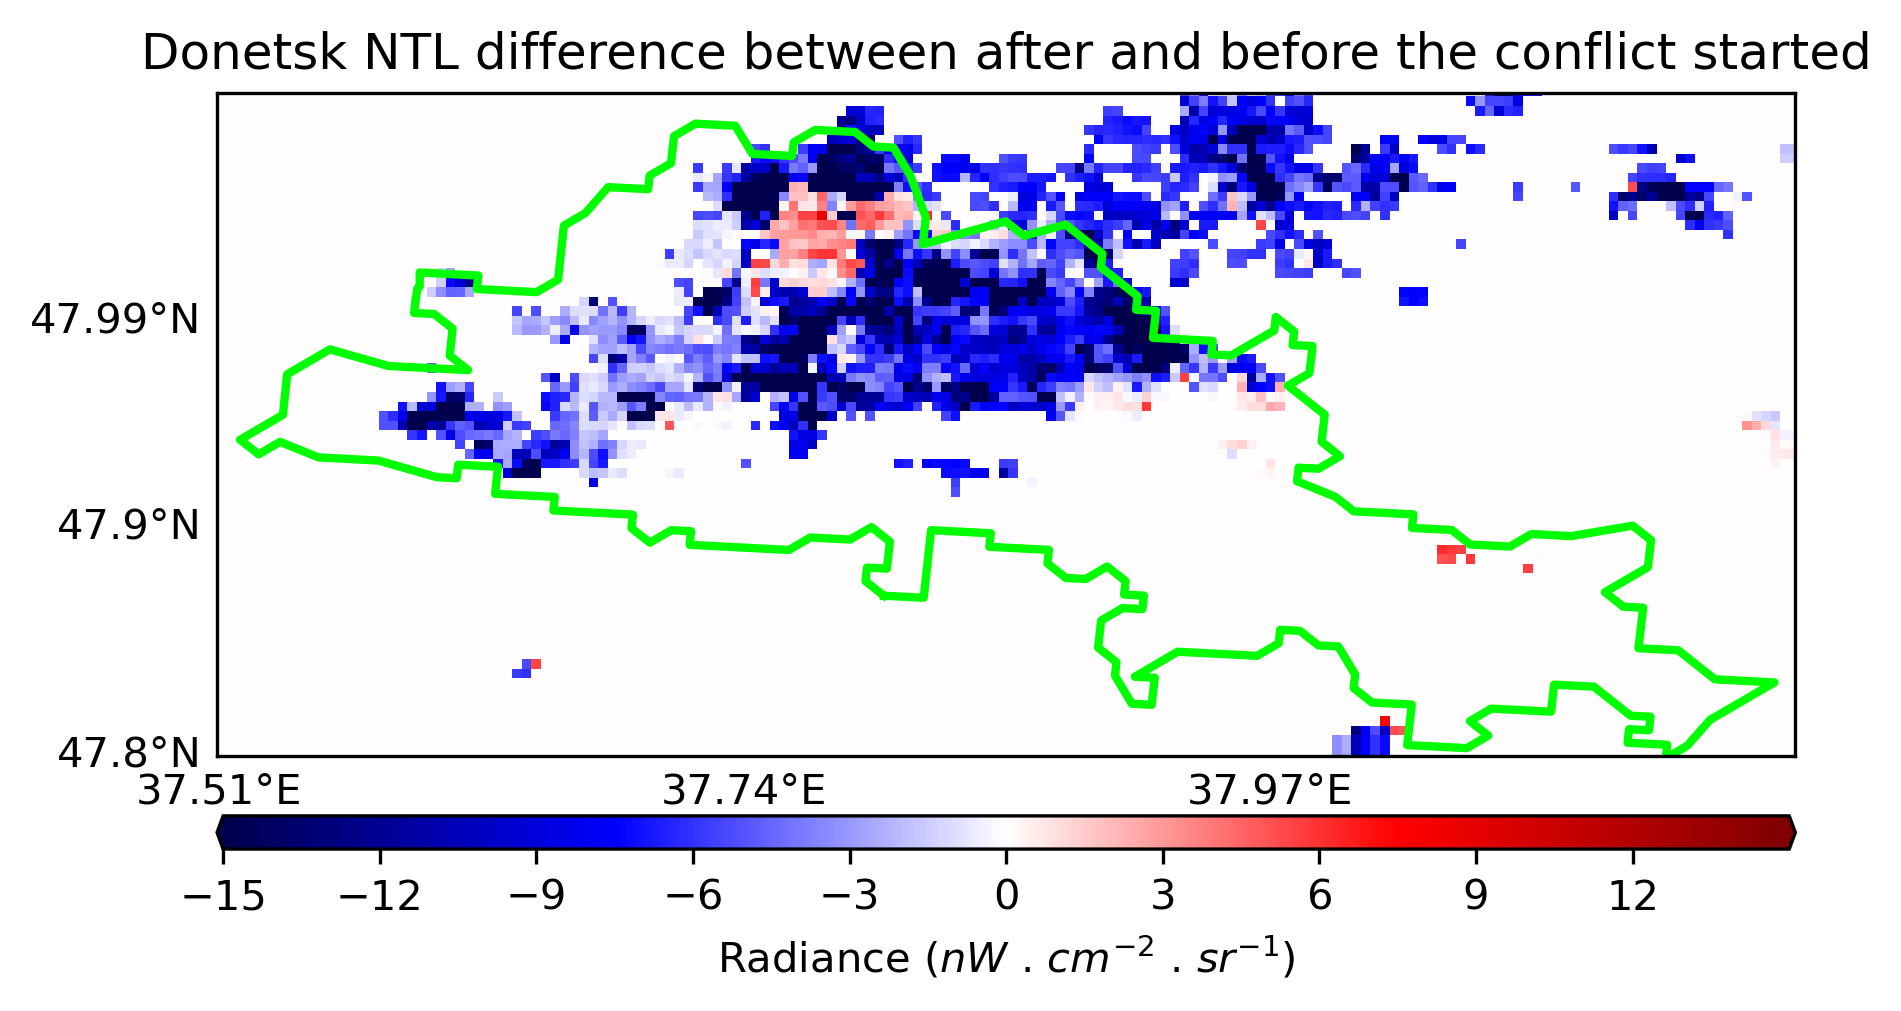 Donetsk NTL difference between after and before the conflict started
47.99°N
47.9°N
47.8°N
37.51°E 37.74°E 37.97°E
−15 −12 −9 −6 −3 0 3 6 9 12
Radiance (nW . cm⁻² . sr⁻¹)